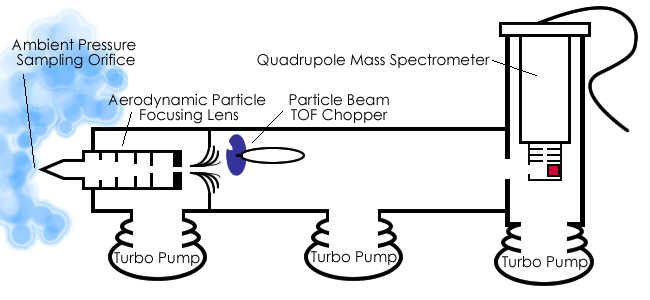 Ambient Pressure
Sampling Orifice
Quadrupole Mass Spectrometer
Aerodynamic Particle
Focusing Lens
Particle Beam
TOF Chopper
Turbo Pump
Turbo Pump
Turbo Pump